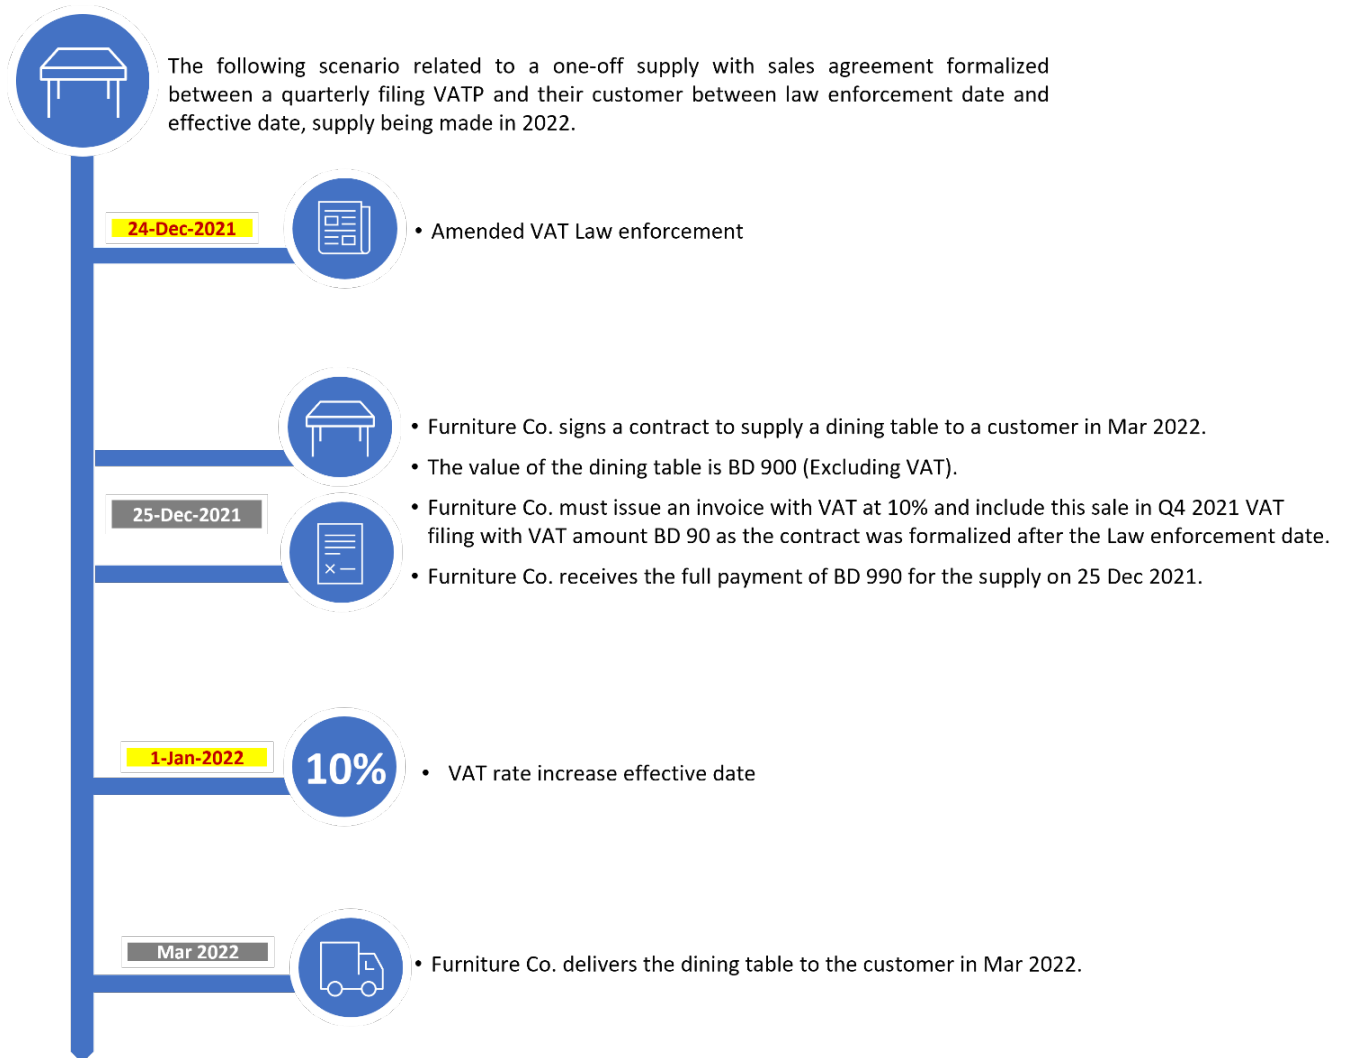 The following scenario related to a one-off supply with sales agreement formalized
between a quarterly filing VATP and their customer between law enforcement date and
effective date, supply being made in 2022.
24-Dec-2021
• Amended VAT Law enforcement
• Furniture Co. signs a contract to supply a dining table to a customer in Mar 2022.
• The value of the dining table is BD 900 (Excluding VAT).
25-Dec-2021
• Furniture Co. must issue an invoice with VAT at 10% and include this sale in Q4 2021 VAT
filing with VAT amount BD 90 as the contract was formalized after the Law enforcement date.
• Furniture Co. receives the full payment of BD 990 for the supply on 25 Dec 2021.
1-Jan-2022
10%
• VAT rate increase effective date
Mar 2022
• Furniture Co. delivers the dining table to the customer in Mar 2022.